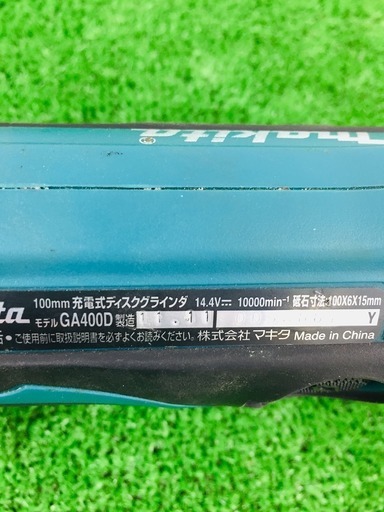 makita
100mm 充電式ディスクグラインダ 14.4V⎓ 10000min⁻¹ 砥石寸法:100X6X15mm
モデル GA400D 製造 11.11 Y
• ご使用前に取扱説明書を必ずよくお読みください。 株式会社 マキタ Made in China